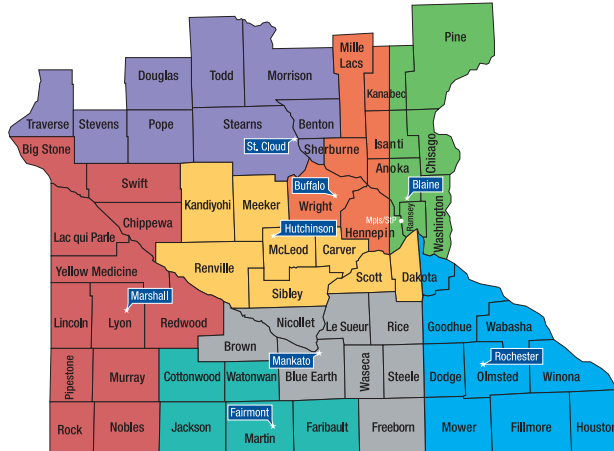 Pine
Mille
Lacs
Douglas
Todd
Morrison
Kanabec
Traverse
Stevens
Pope
Stearns
Benton
Isanti
Chisago
St. Cloud
Sherburne
Big Stone
Anoka
Swift
Buffalo
Blaine
Kandiyohi
Meeker
Wright
Washington
Chippewa
Mpls/StP
Ramsey
Hutchinson
Hennepin
Lac qui Parle
McLeod
Carver
Yellow Medicine
Renville
Scott
Dakota
Marshall
Sibley
Nicollet
Lincoln
Lyon
Redwood
Le Sueur
Rice
Goodhue
Wabasha
Brown
Mankato
Rochester
Pipestone
Murray
Cottonwood
Watonwan
Blue Earth
Waseca
Steele
Dodge
Olmsted
Winona
Fairmont
Rock
Nobles
Jackson
Martin
Faribault
Freeborn
Mower
Fillmore
Houston